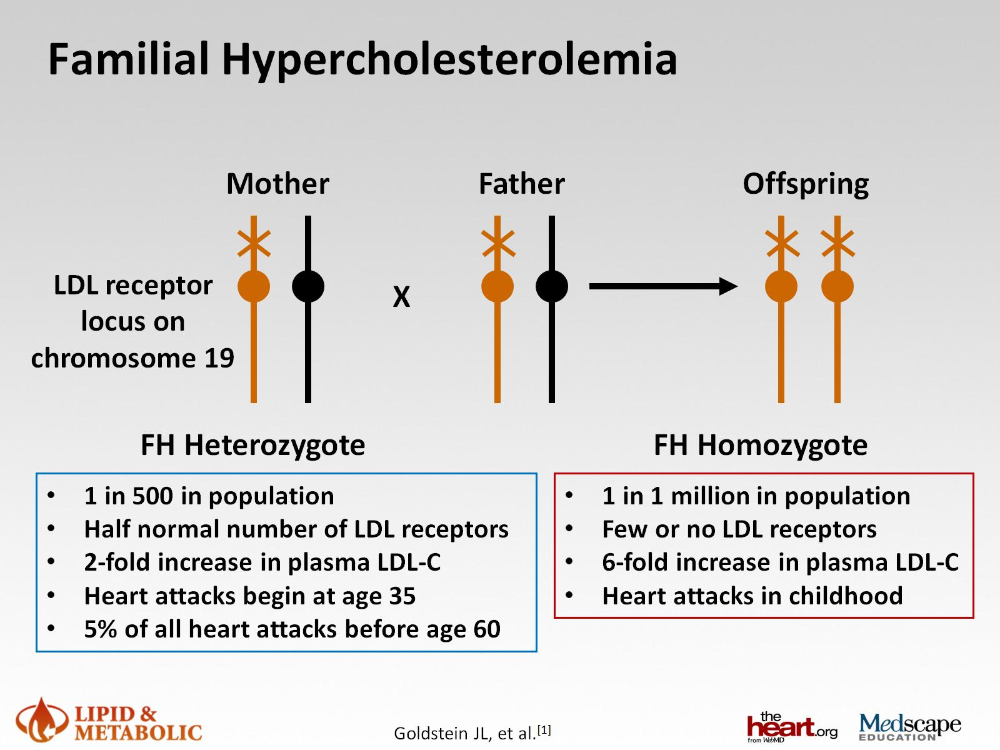 Familial Hypercholesterolemia
Mother
Father
Offspring
LDL receptor
locus on
chromosome 19
X
FH Heterozygote
• 1 in 500 in population
• Half normal number of LDL receptors
• 2-fold increase in plasma LDL-C
• Heart attacks begin at age 35
• 5% of all heart attacks before age 60
FH Homozygote
• 1 in 1 million in population
• Few or no LDL receptors
• 6-fold increase in plasma LDL-C
• Heart attacks in childhood
LIPID &
METABOLIC
Goldstein JL, et al.[1]
the
heart.org
from WebMD
Medscape
EDUCATION